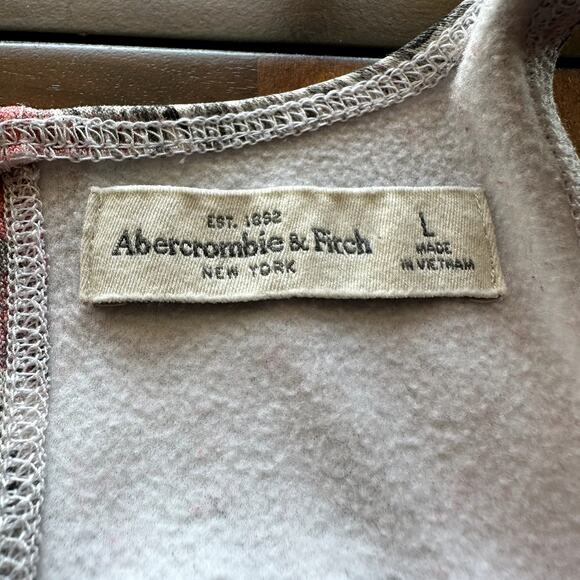 EST. 1892
Abercrombie & Fitch
NEW YORK
L
MADE
IN VIETNAM